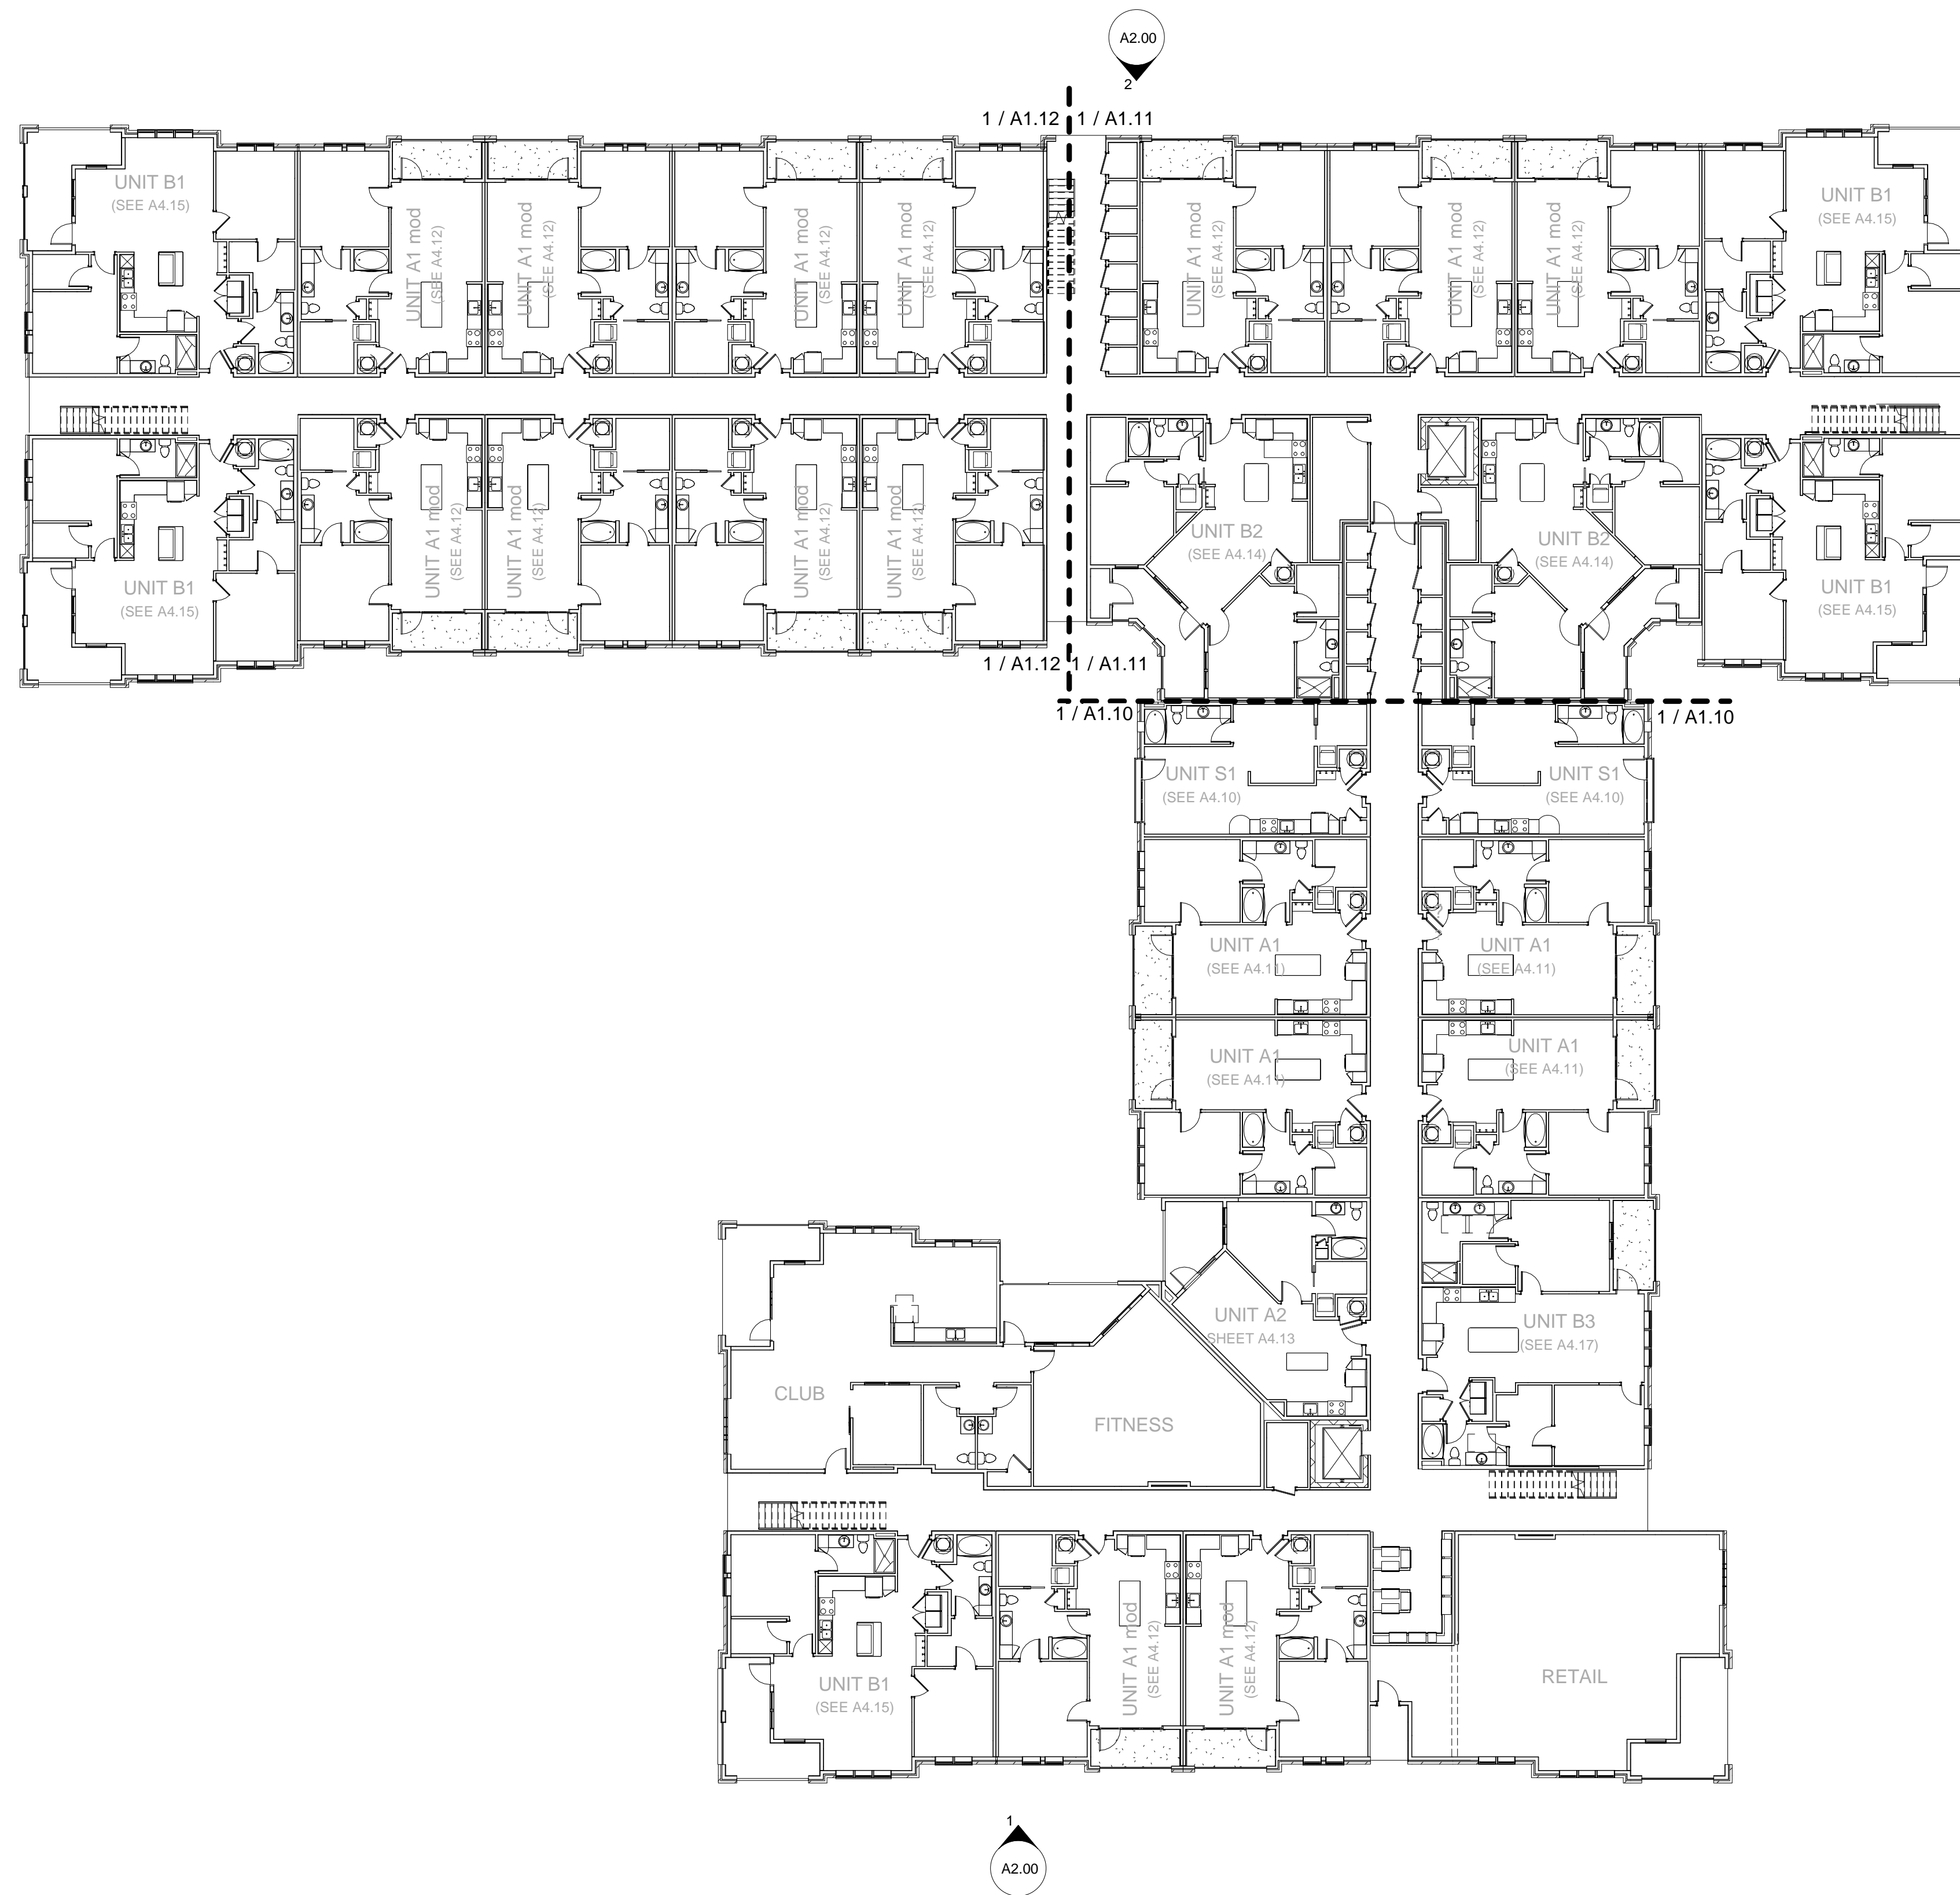 A2.00
2
1 / A1.12
1 / A1.11
UNIT B1
(SEE A4.15)
UNIT A1 mod
(SEE A4.12)
UNIT A1 mod
(SEE A4.12)
UNIT A1 mod
(SEE A4.12)
UNIT A1 mod
(SEE A4.12)
UNIT A1 mod
(SEE A4.12)
UNIT A1 mod
(SEE A4.12)
UNIT A1 mod
(SEE A4.12)
UNIT B1
(SEE A4.15)
UNIT B1
(SEE A4.15)
UNIT A1 mod
(SEE A4.12)
UNIT A1 mod
(SEE A4.12)
UNIT A1 mod
(SEE A4.12)
UNIT A1 mod
(SEE A4.12)
UNIT B2
(SEE A4.14)
UNIT B2
(SEE A4.14)
UNIT B1
(SEE A4.15)
1 / A1.12
1 / A1.11
1 / A1.10
1 / A1.10
UNIT S1
(SEE A4.10)
UNIT S1
(SEE A4.10)
UNIT A1
(SEE A4.11)
UNIT A1
(SEE A4.11)
UNIT A1
(SEE A4.11)
UNIT A1
(SEE A4.11)
UNIT A2
SHEET A4.13
UNIT B3
(SEE A4.17)
CLUB
FITNESS
UNIT B1
(SEE A4.15)
UNIT A1 mod
(SEE A4.12)
UNIT A1 mod
(SEE A4.12)
RETAIL
1
A2.00